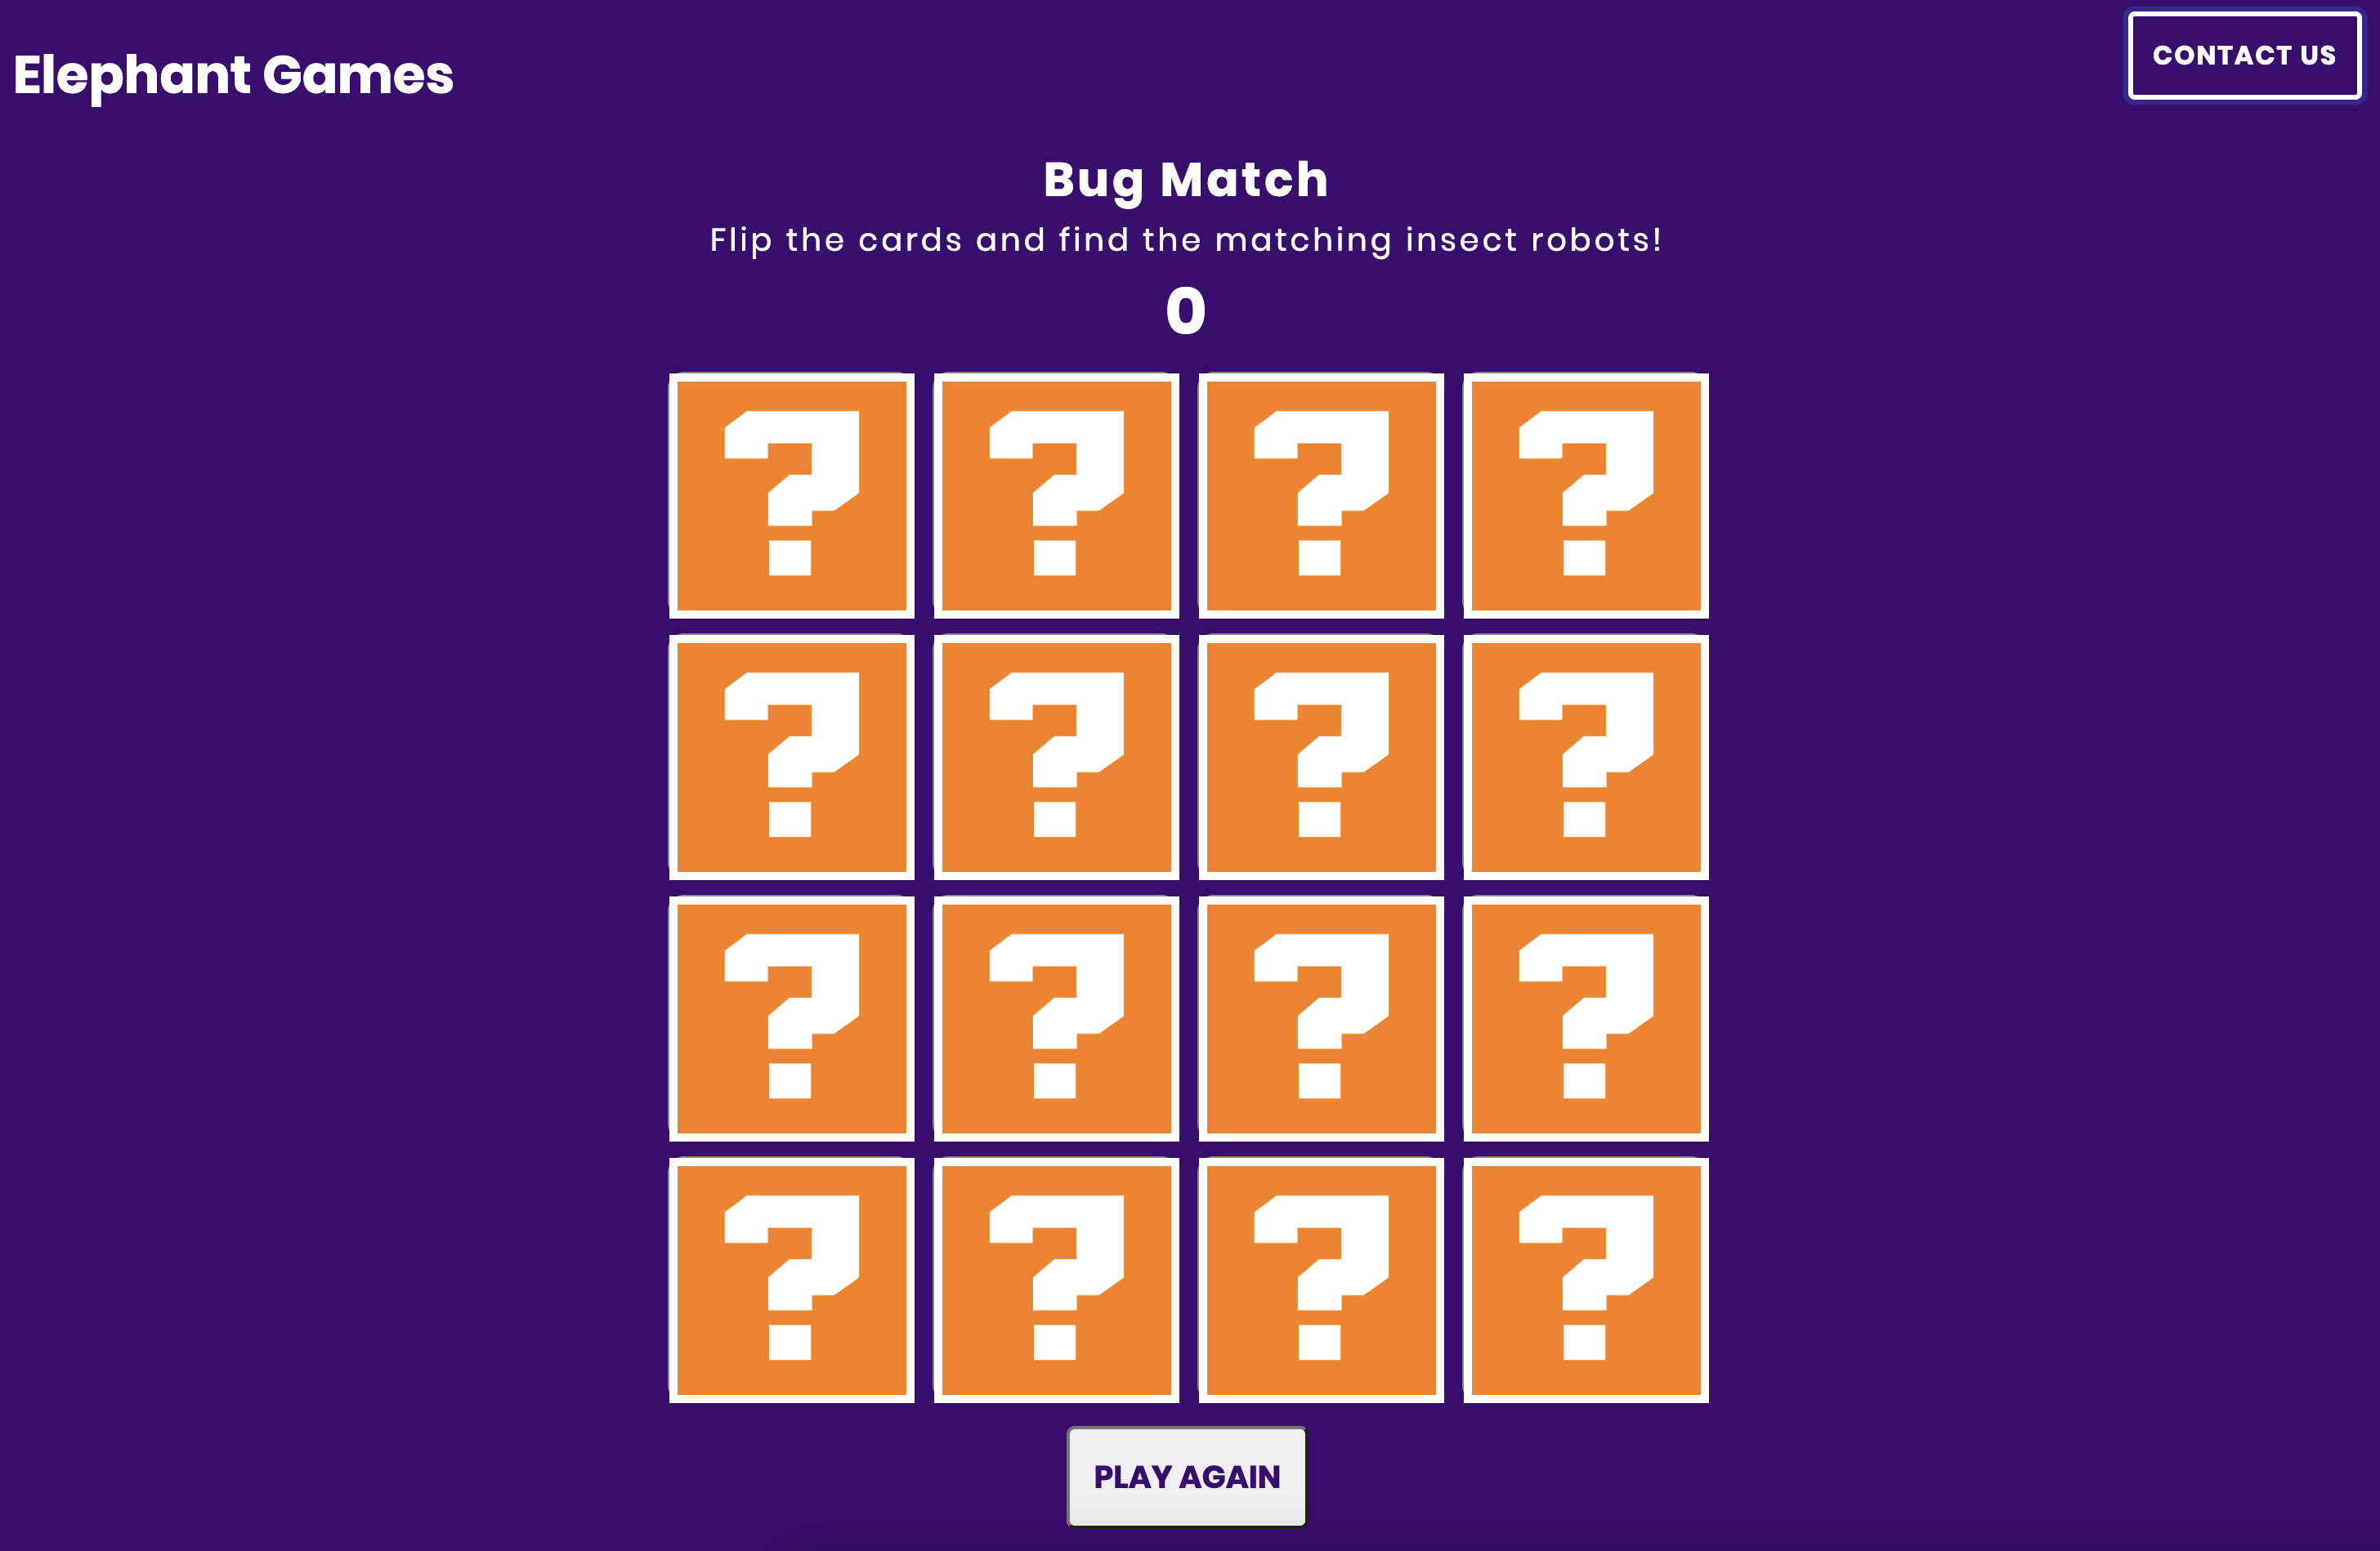 Elephant Games
CONTACT US
Bug Match
Flip the cards and find the matching insect robots!
0
? ? ? ?
? ? ? ?
? ? ? ?
? ? ? ?
PLAY AGAIN